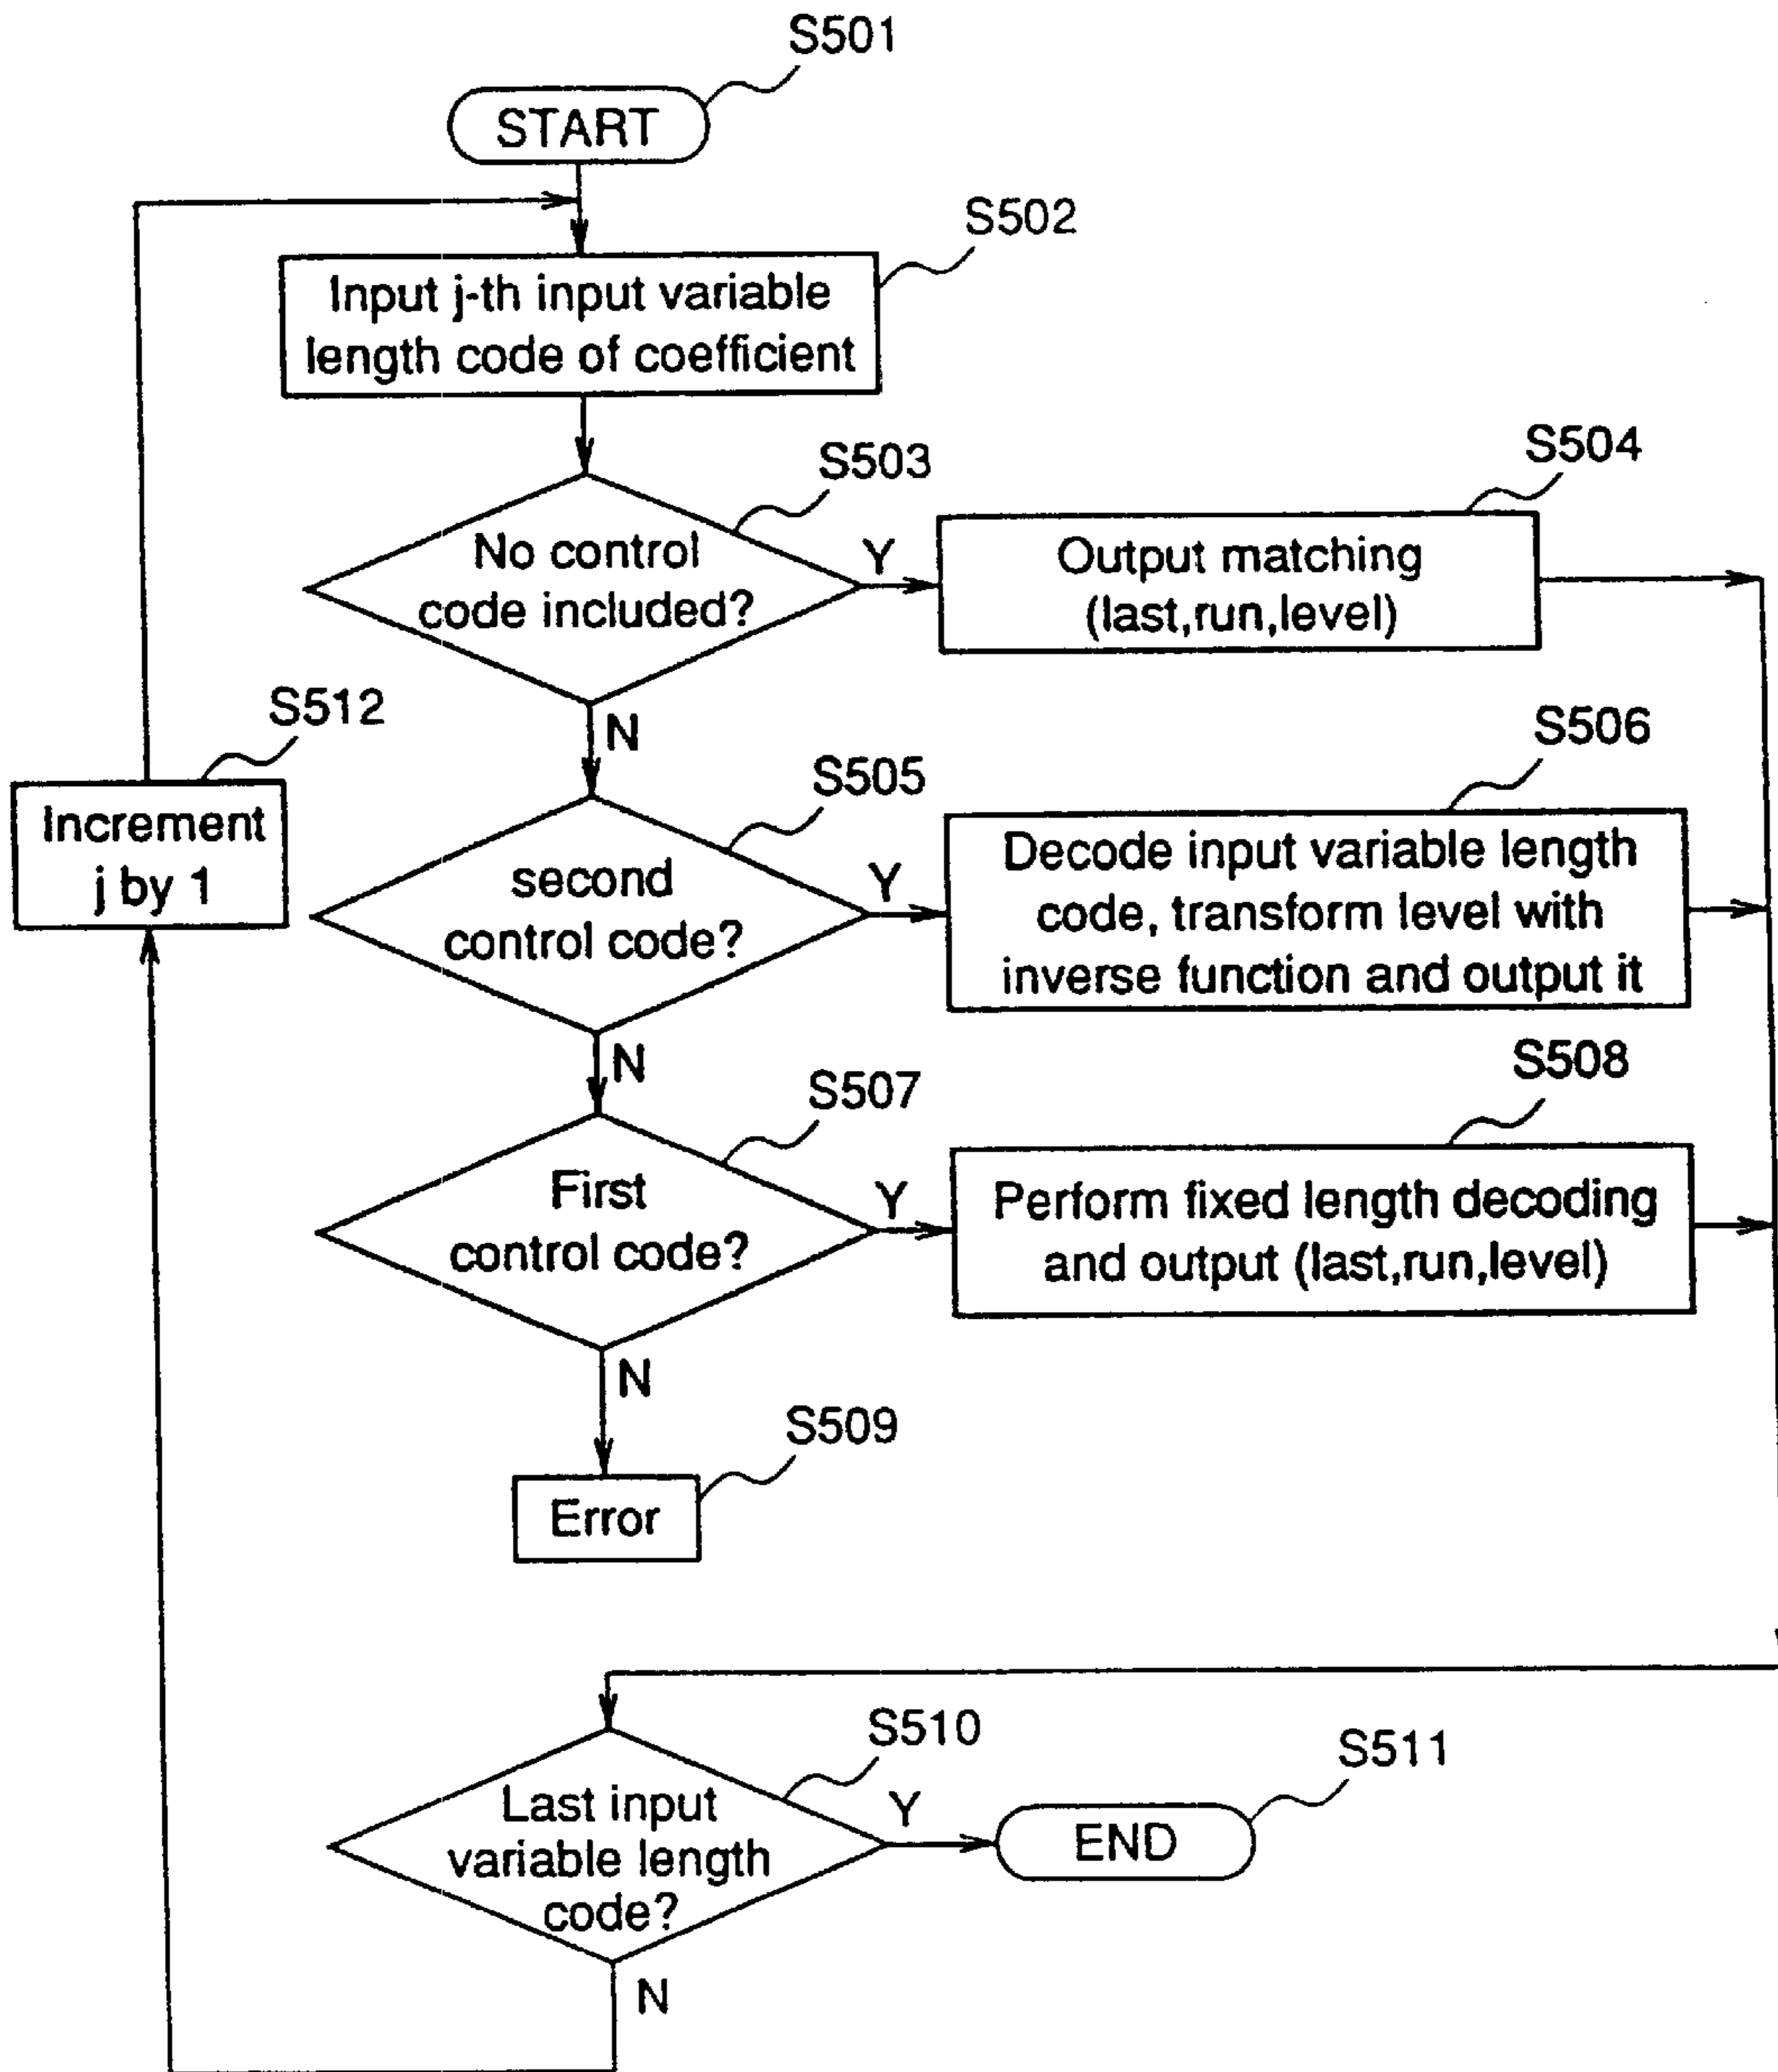 S501
START
S502
Input j-th input variable
length code of coefficient
S503
No control
code included?
Y
N
S504
Output matching
(last,run,level)
S512
Increment
j by 1
S505
second
control code?
Y
N
S506
Decode input variable length
code, transform level with
inverse function and output it
S507
First
control code?
Y
N
S508
Perform fixed length decoding
and output (last,run,level)
S509
Error
S510
Last input
variable length
code?
Y
N
S511
END